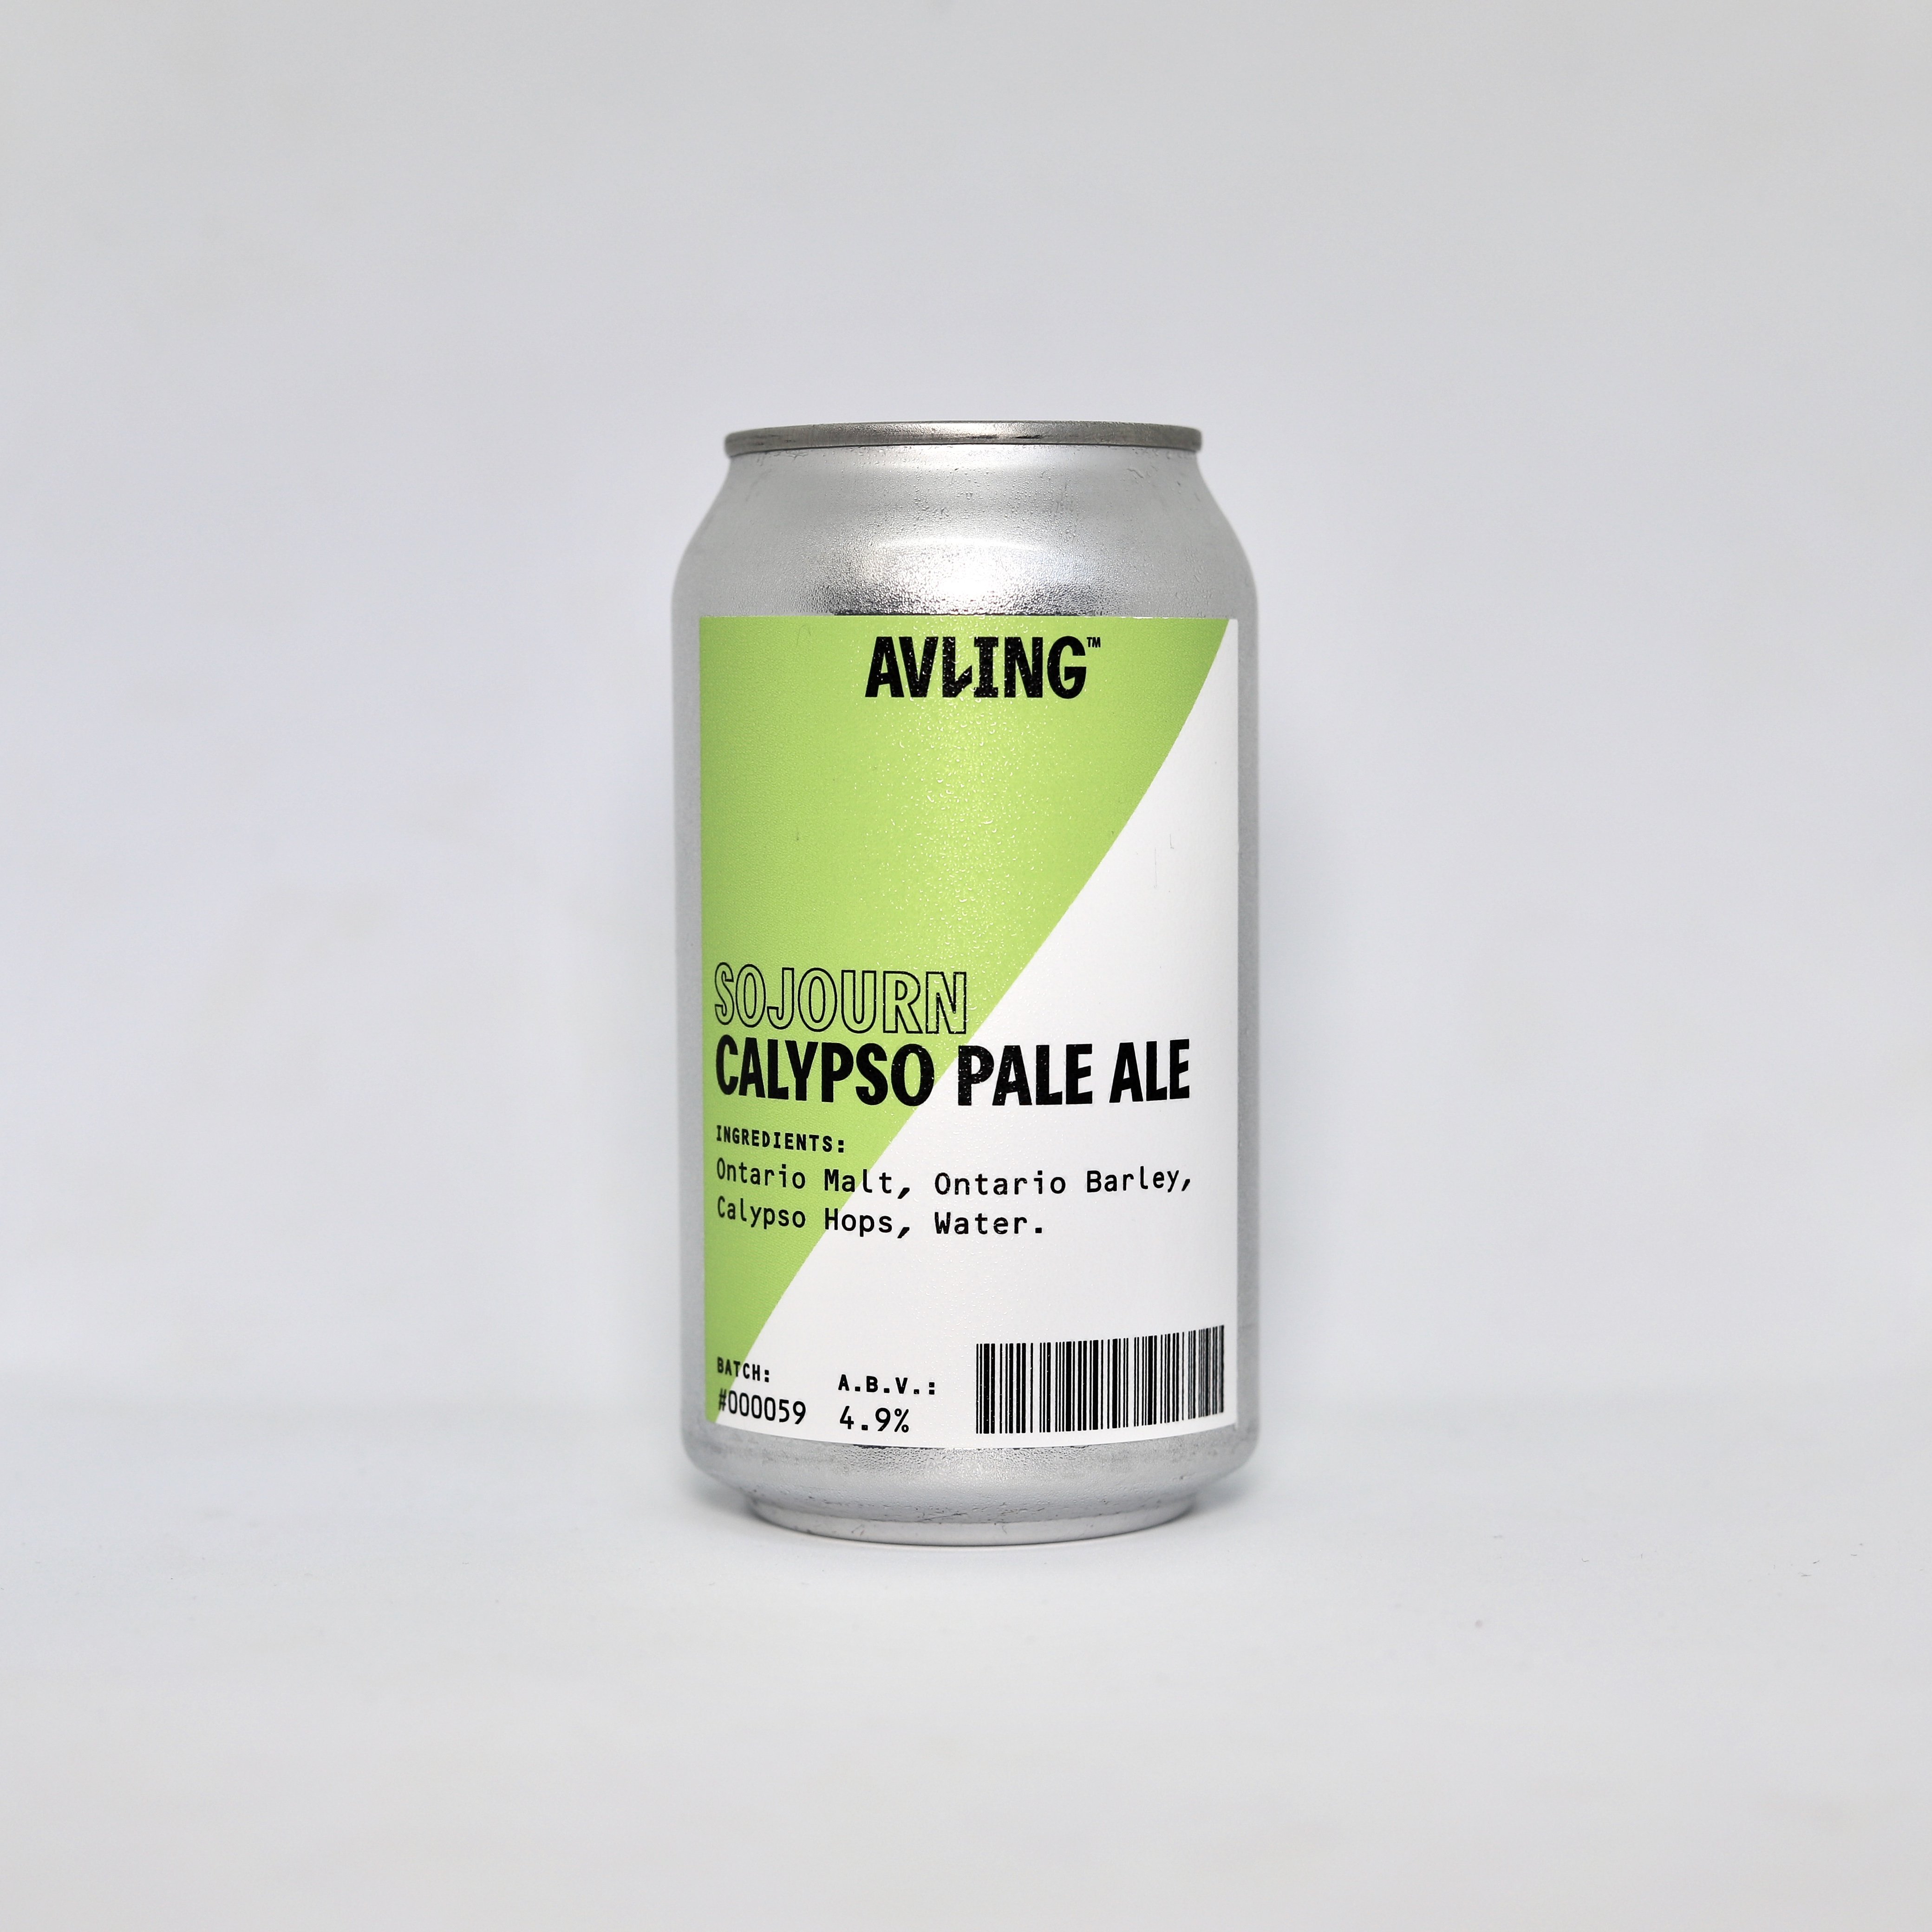 AVLING™
SOJOURN
CALYPSO PALE ALE
INGREDIENTS:
Ontario Malt, Ontario Barley,
Calypso Hops, Water.
BATCH:
#000059
A.B.V.:
4.9%